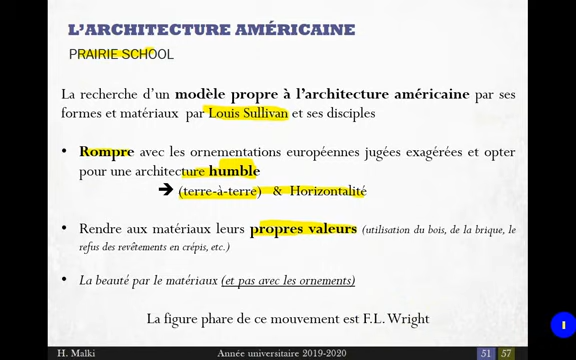 L'ARCHITECTURE AMÉRICAINE
PRAIRIE SCHOOL
La recherche d'un modèle propre à l'architecture américaine par ses
formes et matériaux par Louis Sullivan et ses disciples
• Rompre avec les ornementations européennes jugées exagérées et opter
pour une architecture humble
➔ (terre-à-terre) & Horizontalité
• Rendre aux matériaux leurs propres valeurs (utilisation du bois, de la brique, le
refus des revêtements en crépis, etc.)
• La beauté par le matériaux (et pas avec les ornements)
La figure phare de ce mouvement est F.L. Wright
H. Malki Année universitaire 2019-2020 51 57
I